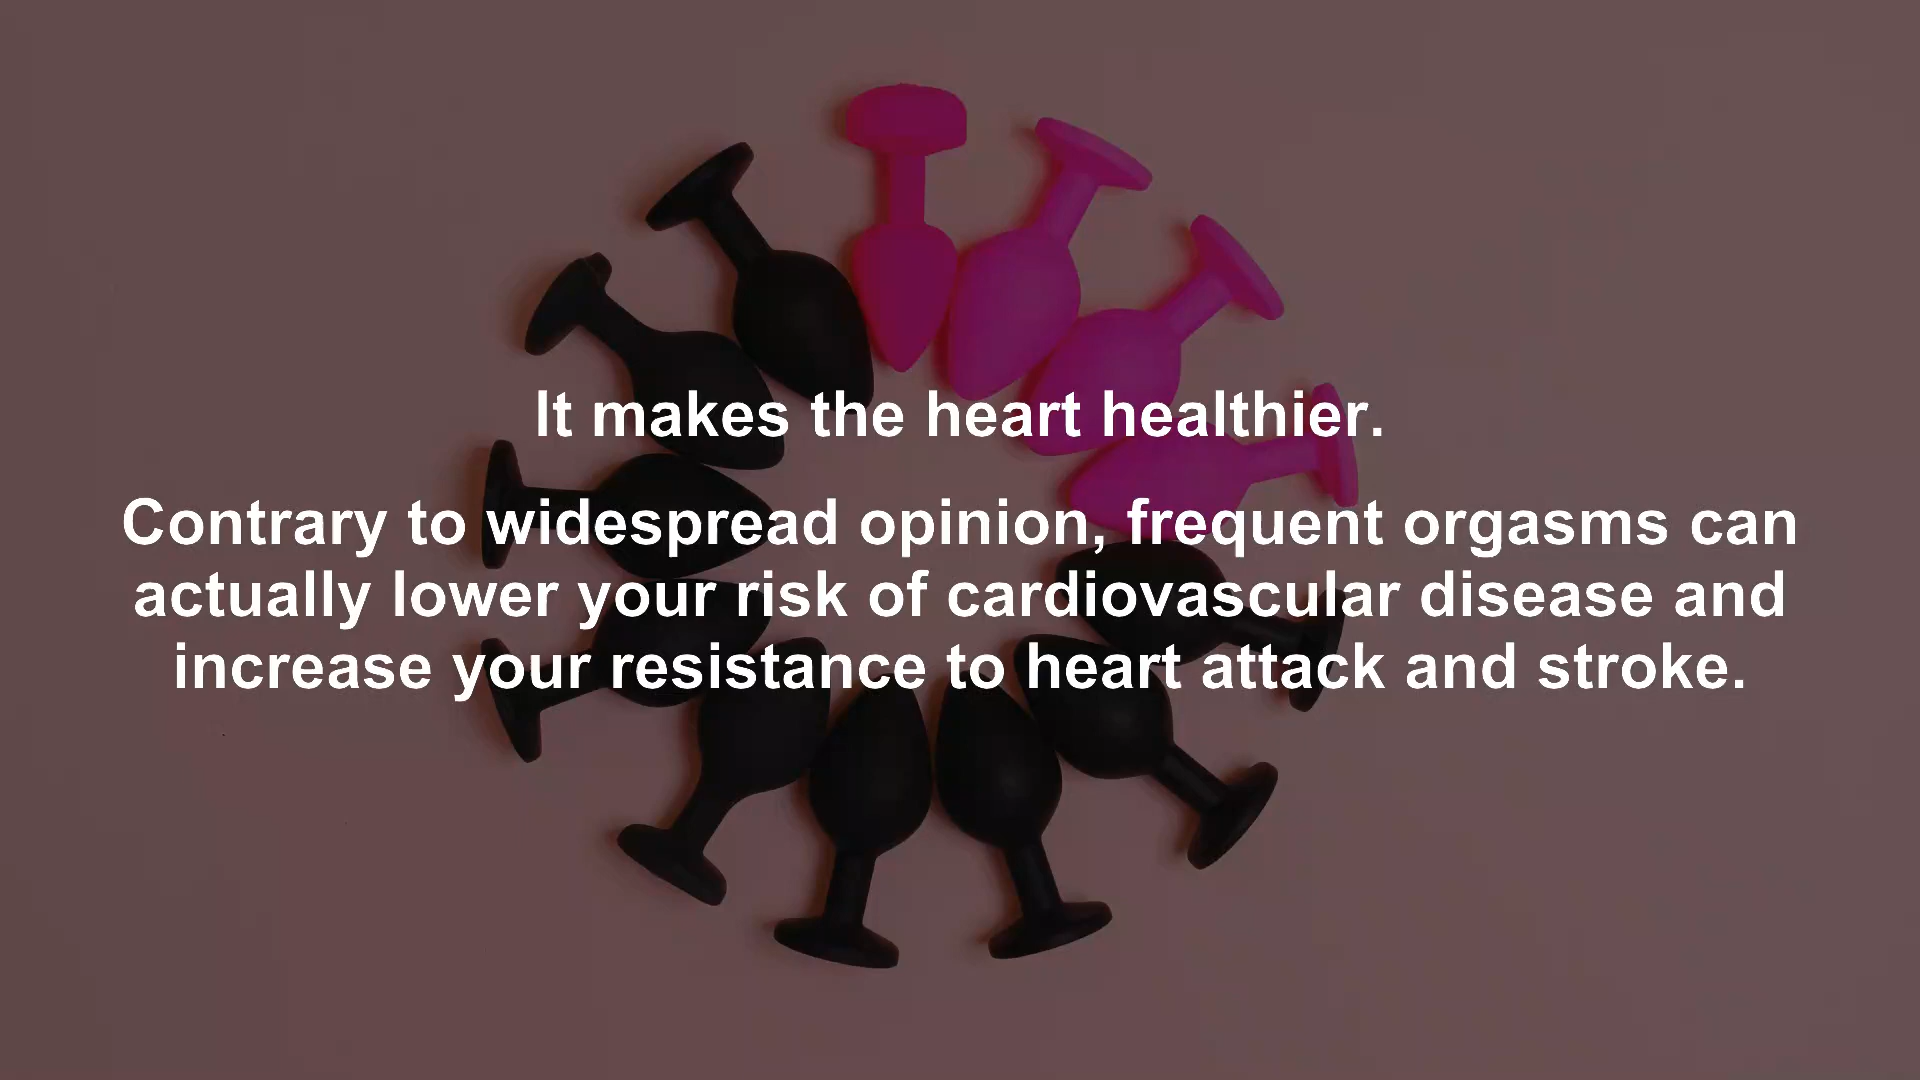 It makes the heart healthier.
Contrary to widespread opinion, frequent orgasms can
actually lower your risk of cardiovascular disease and
increase your resistance to heart attack and stroke.